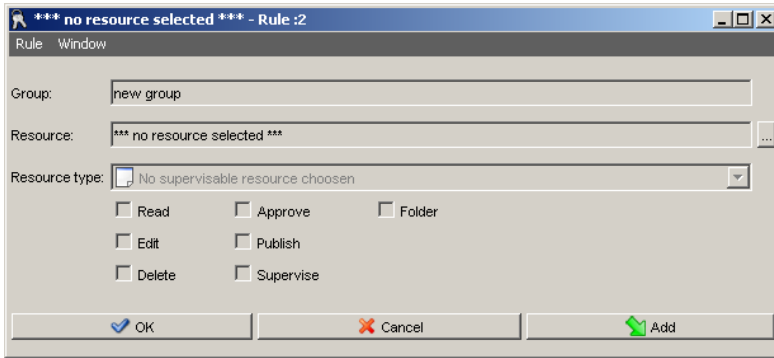 *** no resource selected *** - Rule :2
Rule Window
Group: new group
Resource: *** no resource selected *** ...
Resource type: No supervisable resource choosen
Read Approve Folder
Edit Publish
Delete Supervise
OK Cancel Add